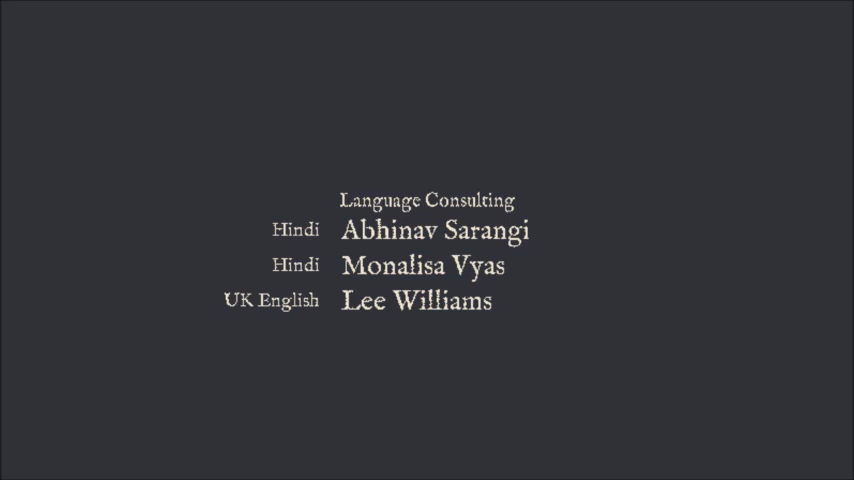 Language Consulting
Hindi Abhinav Sarangi
Hindi Monalisa Vyas
UK English Lee Williams